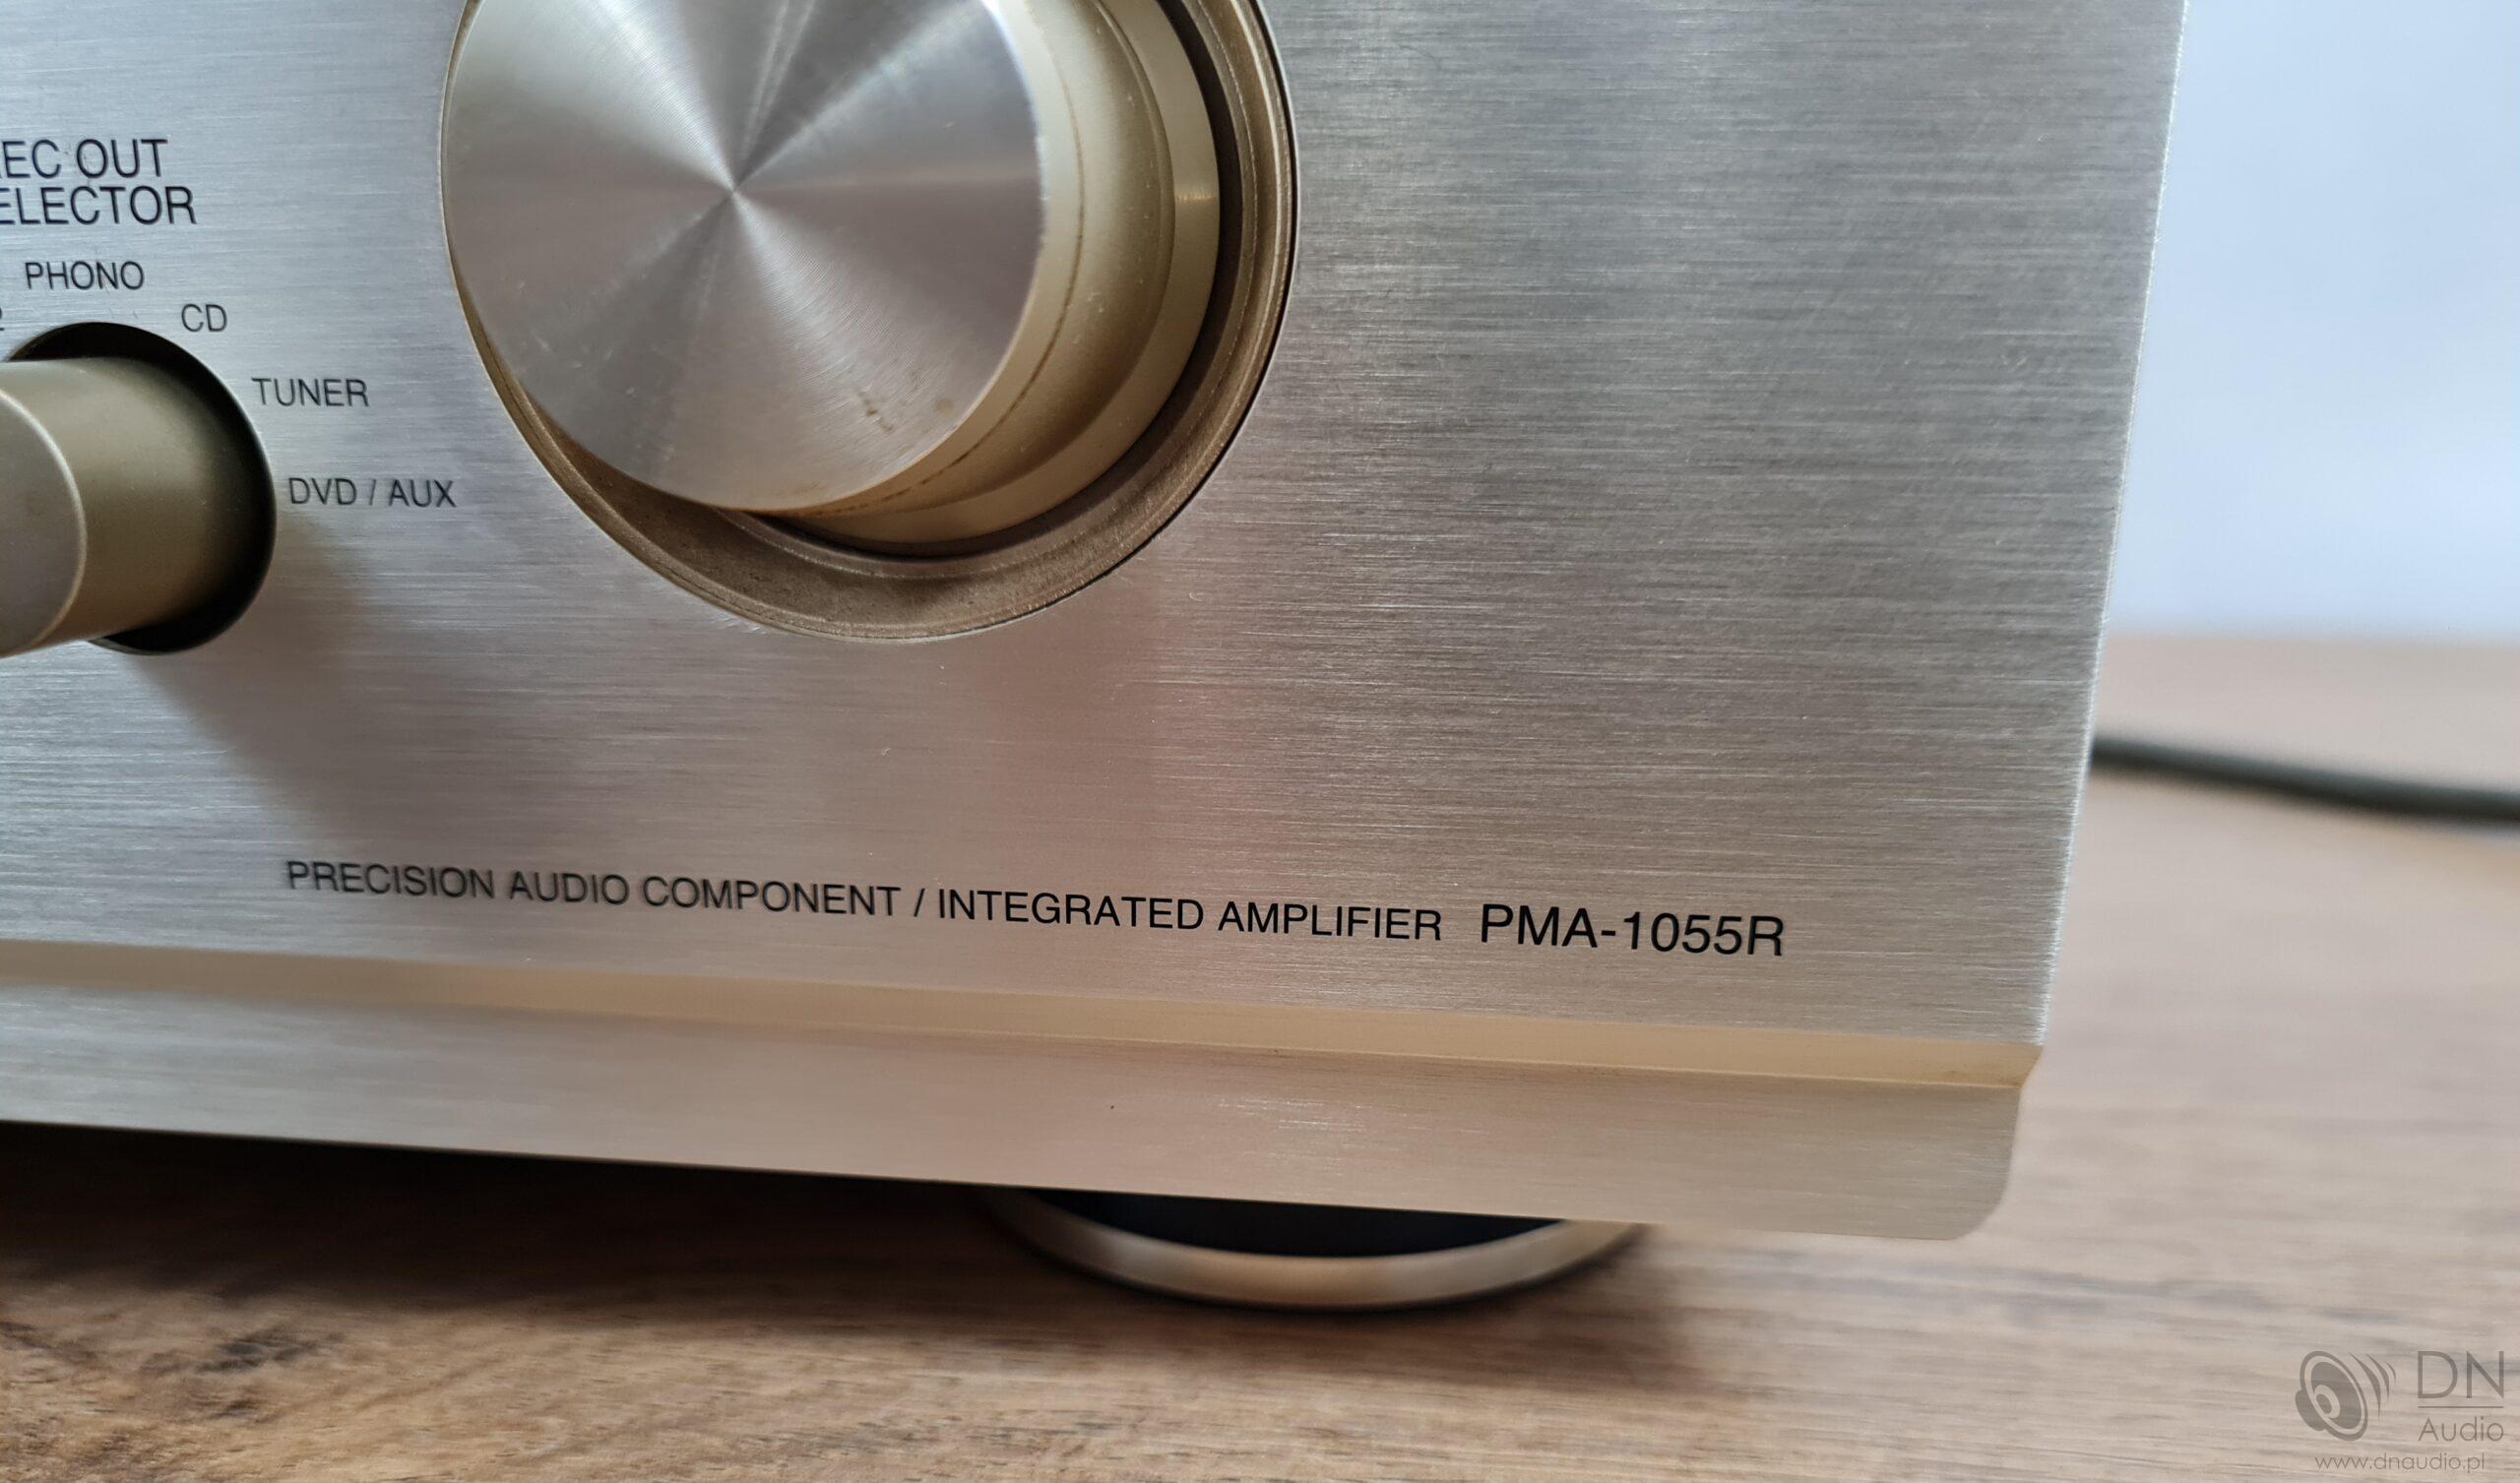 EC OUT
ELECTOR
PHONO
CD
TUNER
DVD / AUX
PRECISION AUDIO COMPONENT / INTEGRATED AMPLIFIER PMA-1055R
DN
Audio
www.dnaudio.pl